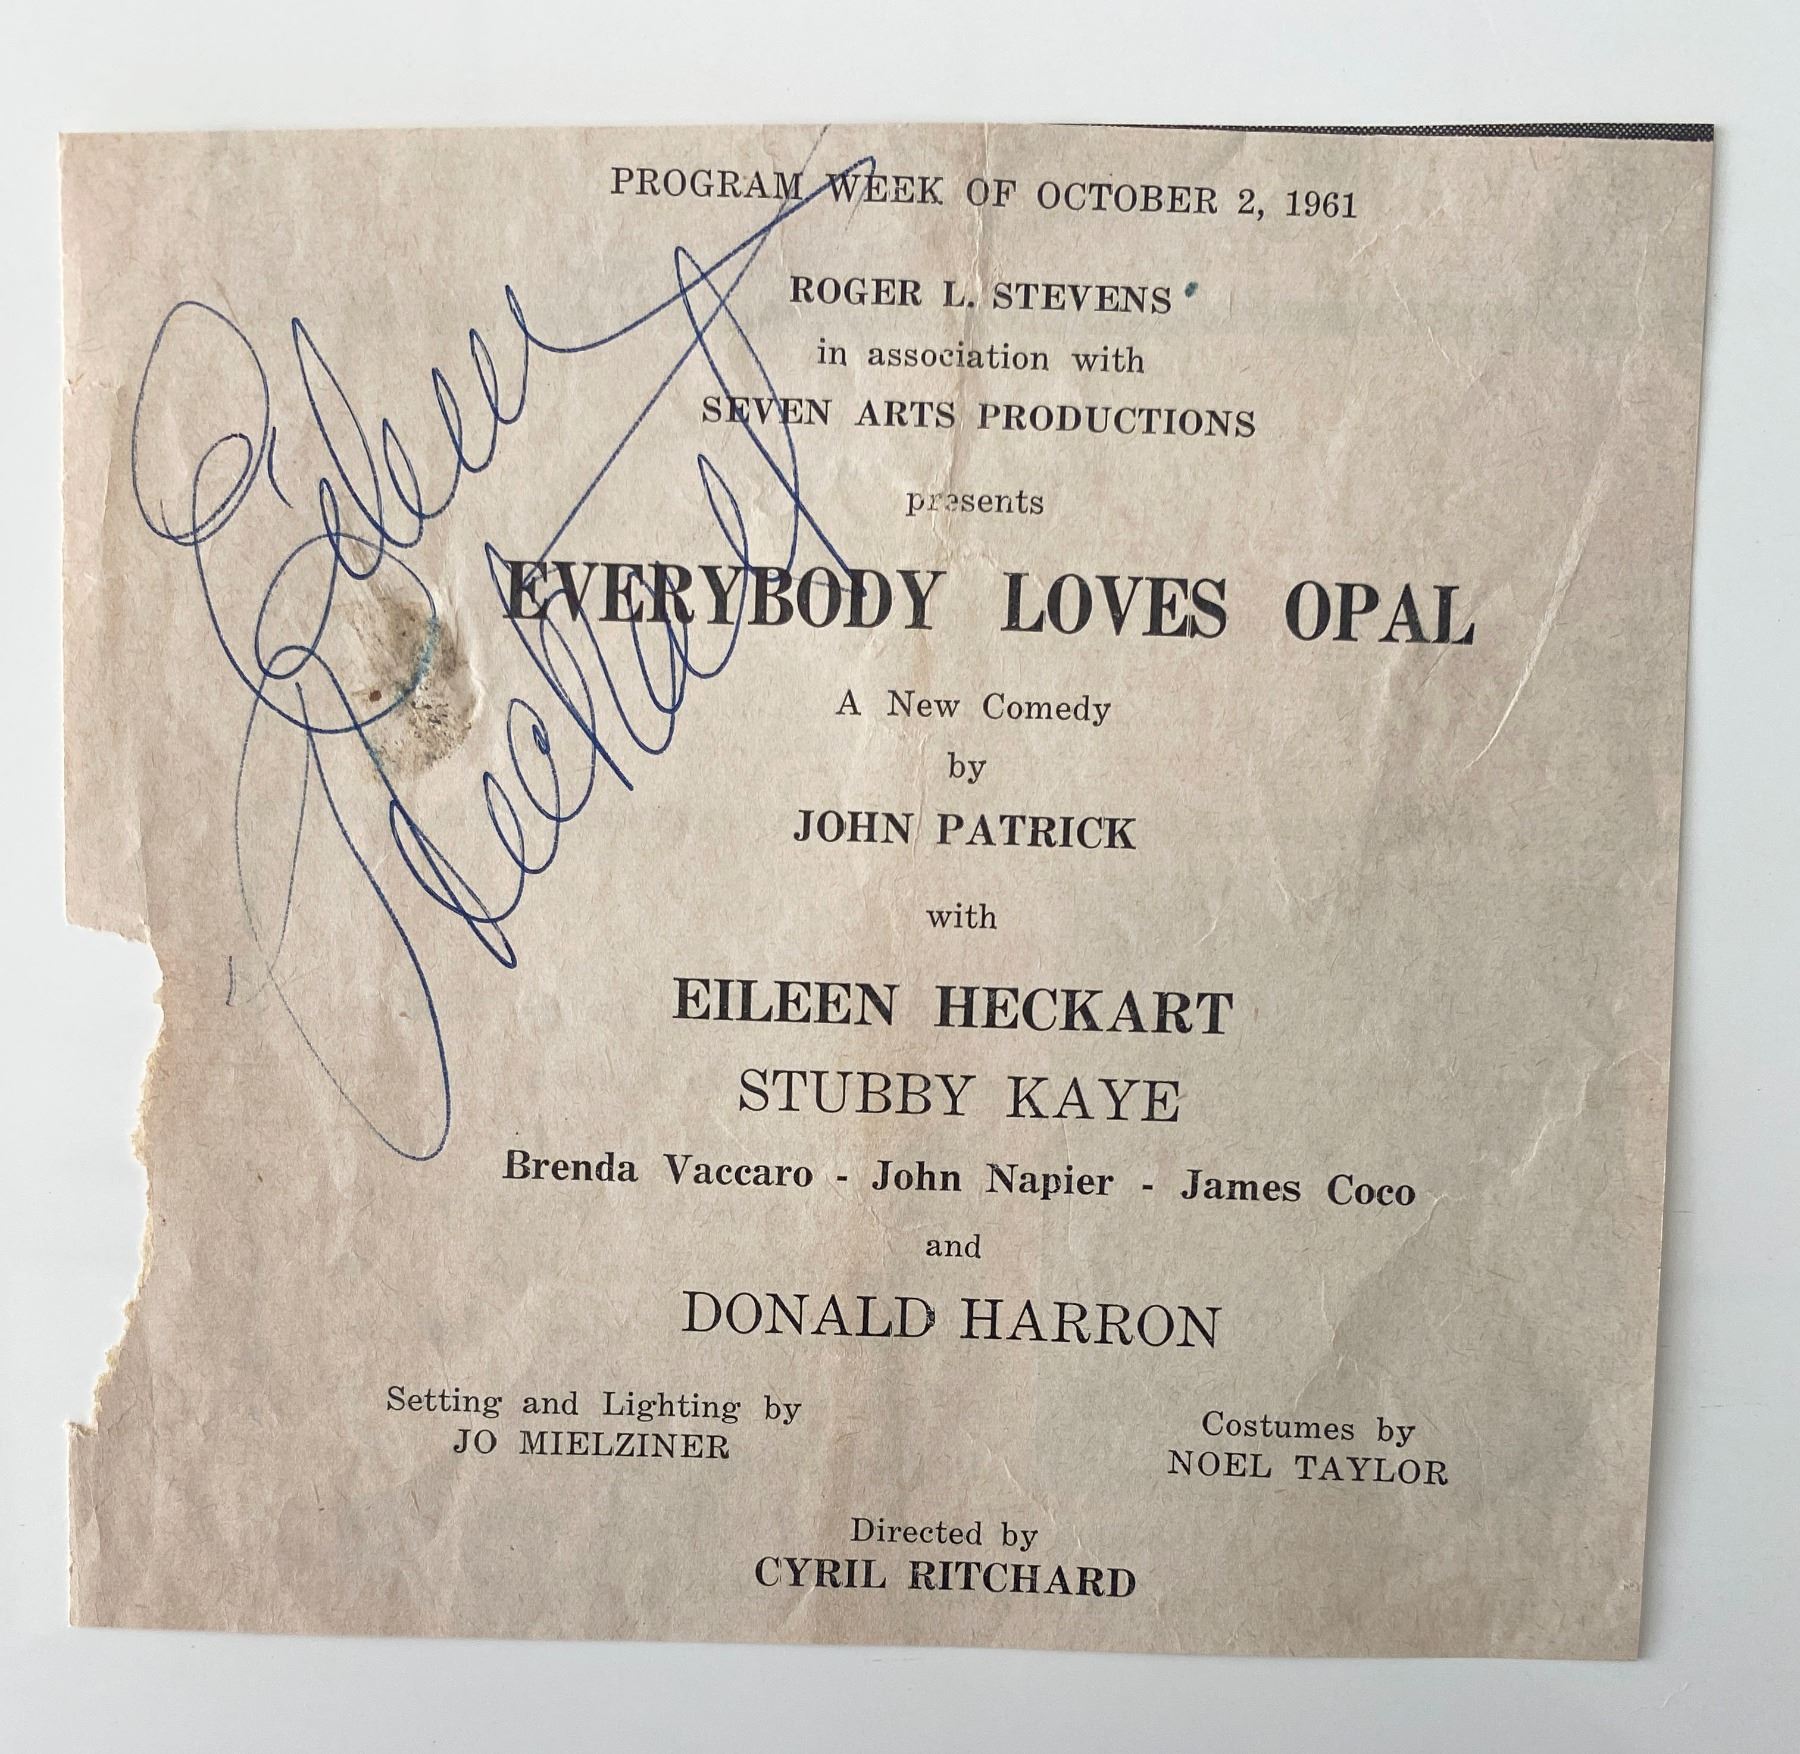 PROGRAM WEEK OF OCTOBER 2, 1961
ROGER L. STEVENS
in association with
SEVEN ARTS PRODUCTIONS
presents
EVERYBODY LOVES OPAL
A New Comedy
by
JOHN PATRICK
with
EILEEN HECKART
STUBBY KAYE
Brenda Vaccaro - John Napier - James Coco
and
DONALD HARRON
Setting and Lighting by
JO MIELZINER
Costumes by
NOEL TAYLOR
Directed by
CYRIL RITCHARD
Eileen
Heckart